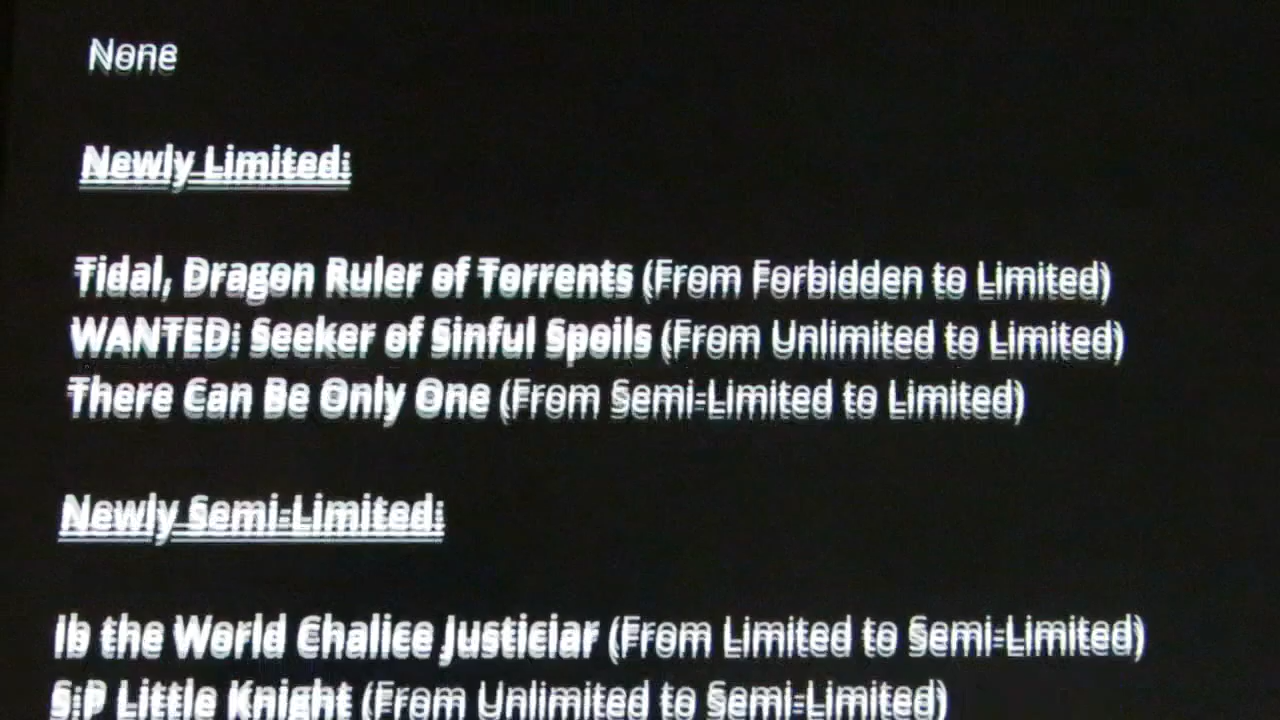 None
Newly Limited:
Tidal, Dragon Ruler of Torrents (From Forbidden to Limited)
WANTED: Seeker of Sinful Spoils (From Unlimited to Limited)
There Can Be Only One (From Semi-Limited to Limited)
Newly Semi-Limited:
Ib the World Chalice Justiciar (From Limited to Semi-Limited)
S:P Little Knight (From Unlimited to Semi-Limited)